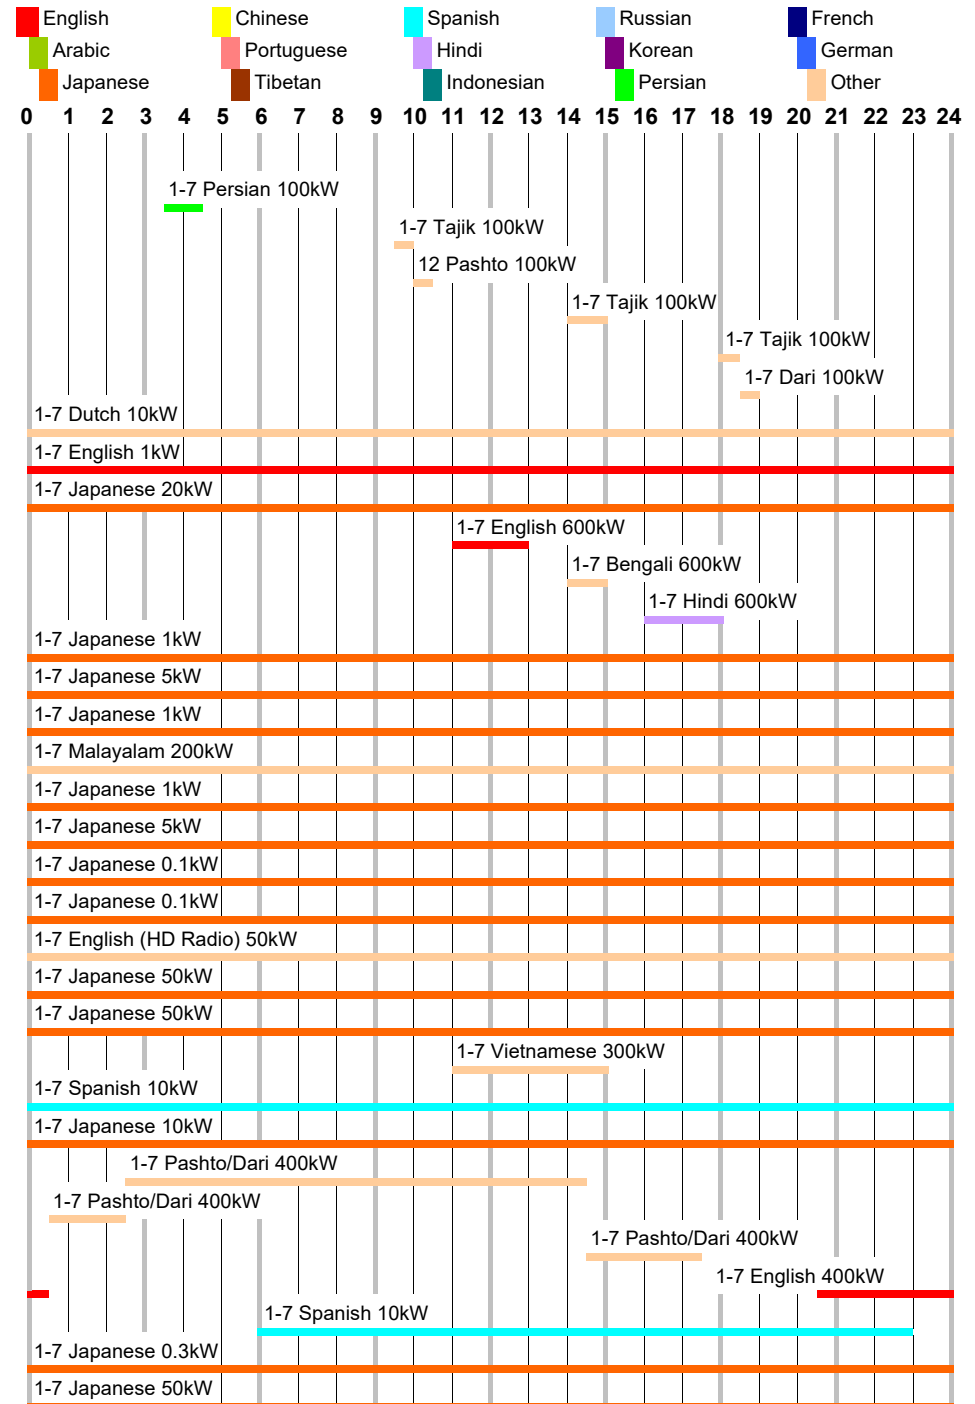 English Chinese Spanish Russian French
Arabic Portuguese Hindi Korean German
Japanese Tibetan Indonesian Persian Other
0 1 2 3 4 5 6 7 8 9 10 11 12 13 14 15 16 17 18 19 20 21 22 23 24
1-7 Persian 100kW
1-7 Tajik 100kW
12 Pashto 100kW
1-7 Tajik 100kW
1-7 Tajik 100kW
1-7 Dari 100kW
1-7 Dutch 10kW
1-7 English 1kW
1-7 Japanese 20kW
1-7 English 600kW
1-7 Bengali 600kW
1-7 Hindi 600kW
1-7 Japanese 1kW
1-7 Japanese 5kW
1-7 Japanese 1kW
1-7 Malayalam 200kW
1-7 Japanese 1kW
1-7 Japanese 5kW
1-7 Japanese 0.1kW
1-7 Japanese 0.1kW
1-7 English (HD Radio) 50kW
1-7 Japanese 50kW
1-7 Japanese 50kW
1-7 Vietnamese 300kW
1-7 Spanish 10kW
1-7 Japanese 10kW
1-7 Pashto/Dari 400kW
1-7 Pashto/Dari 400kW
1-7 Pashto/Dari 400kW
1-7 English 400kW
1-7 Spanish 10kW
1-7 Japanese 0.3kW
1-7 Japanese 50kW